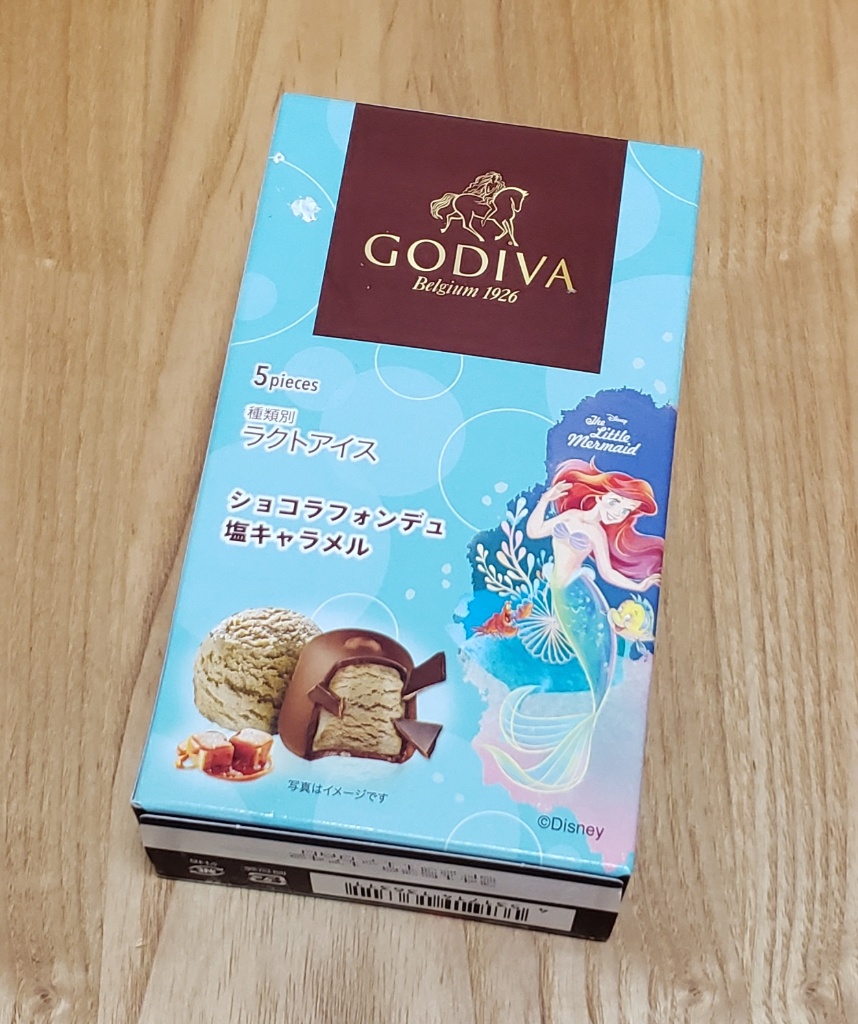 GODIVA
Belgium 1926
5pieces
種類別
ラクトアイス
Disney
The Little
Mermaid
ショコラフォンデュ
塩キャラメル
写真はイメージです
©Disney